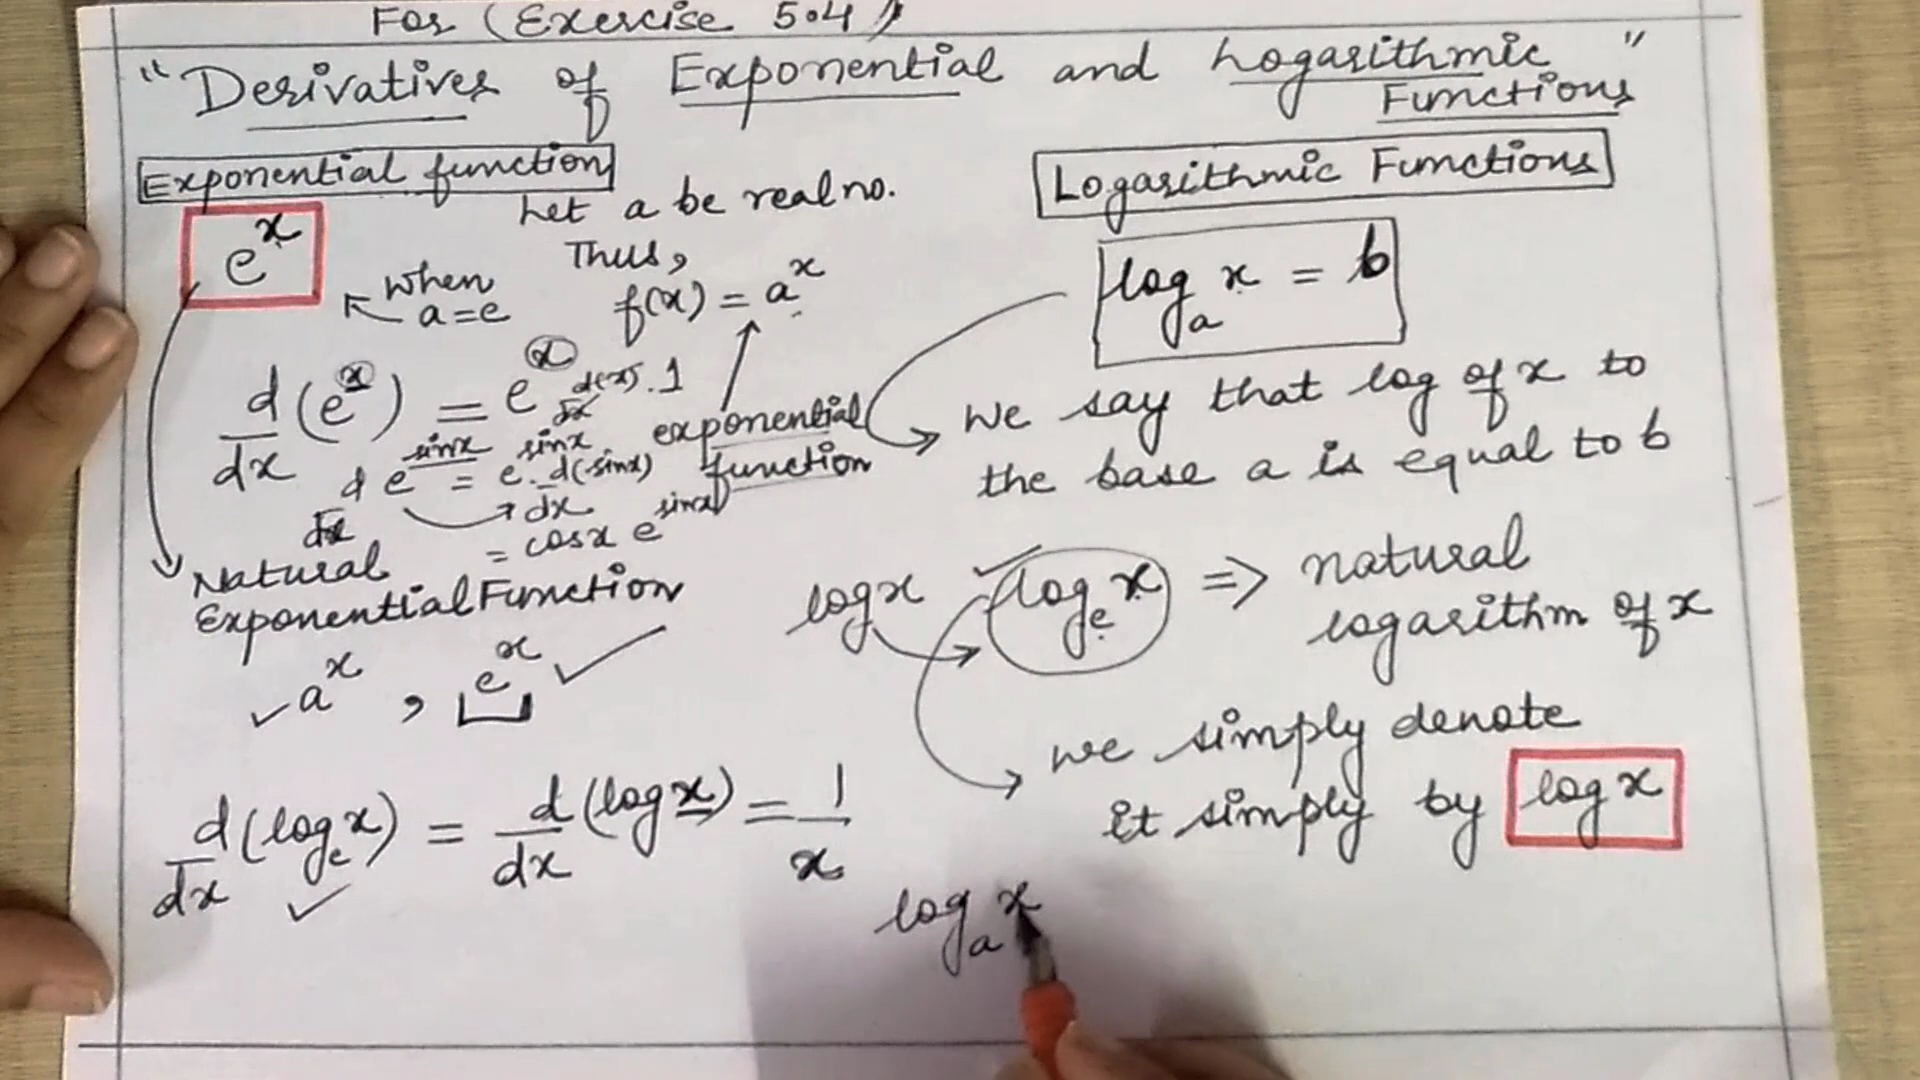 For (Exercise 5.4)
"Derivatives of Exponential and Logarithmic
Functions"
Exponential function
Let a be real no.
Thus,
f(x) = a^x
e^x
when
a=e
d/dx (e^x) = e^x d(x)/dx . 1
exponential
function
d/dx e^sinx = e^sinx . d(sinx)/dx
= cosx e^sinx
Natural
Exponential Function
a^x , e^x
d/dx (log_e x) = d/dx (log x) = 1/x
Logarithmic Functions
log_a x = b
we say that log of x to
the base a is equal to b
logx log_e x => natural
logarithm of x
we simply denote
it simply by log x
log_a x